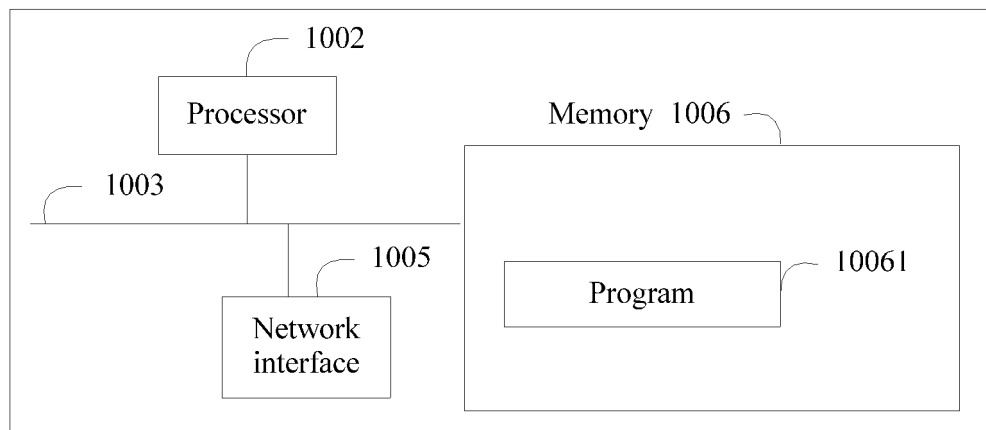 1002
Processor
Memory 1006
1003
1005
10061
Program
Network
interface